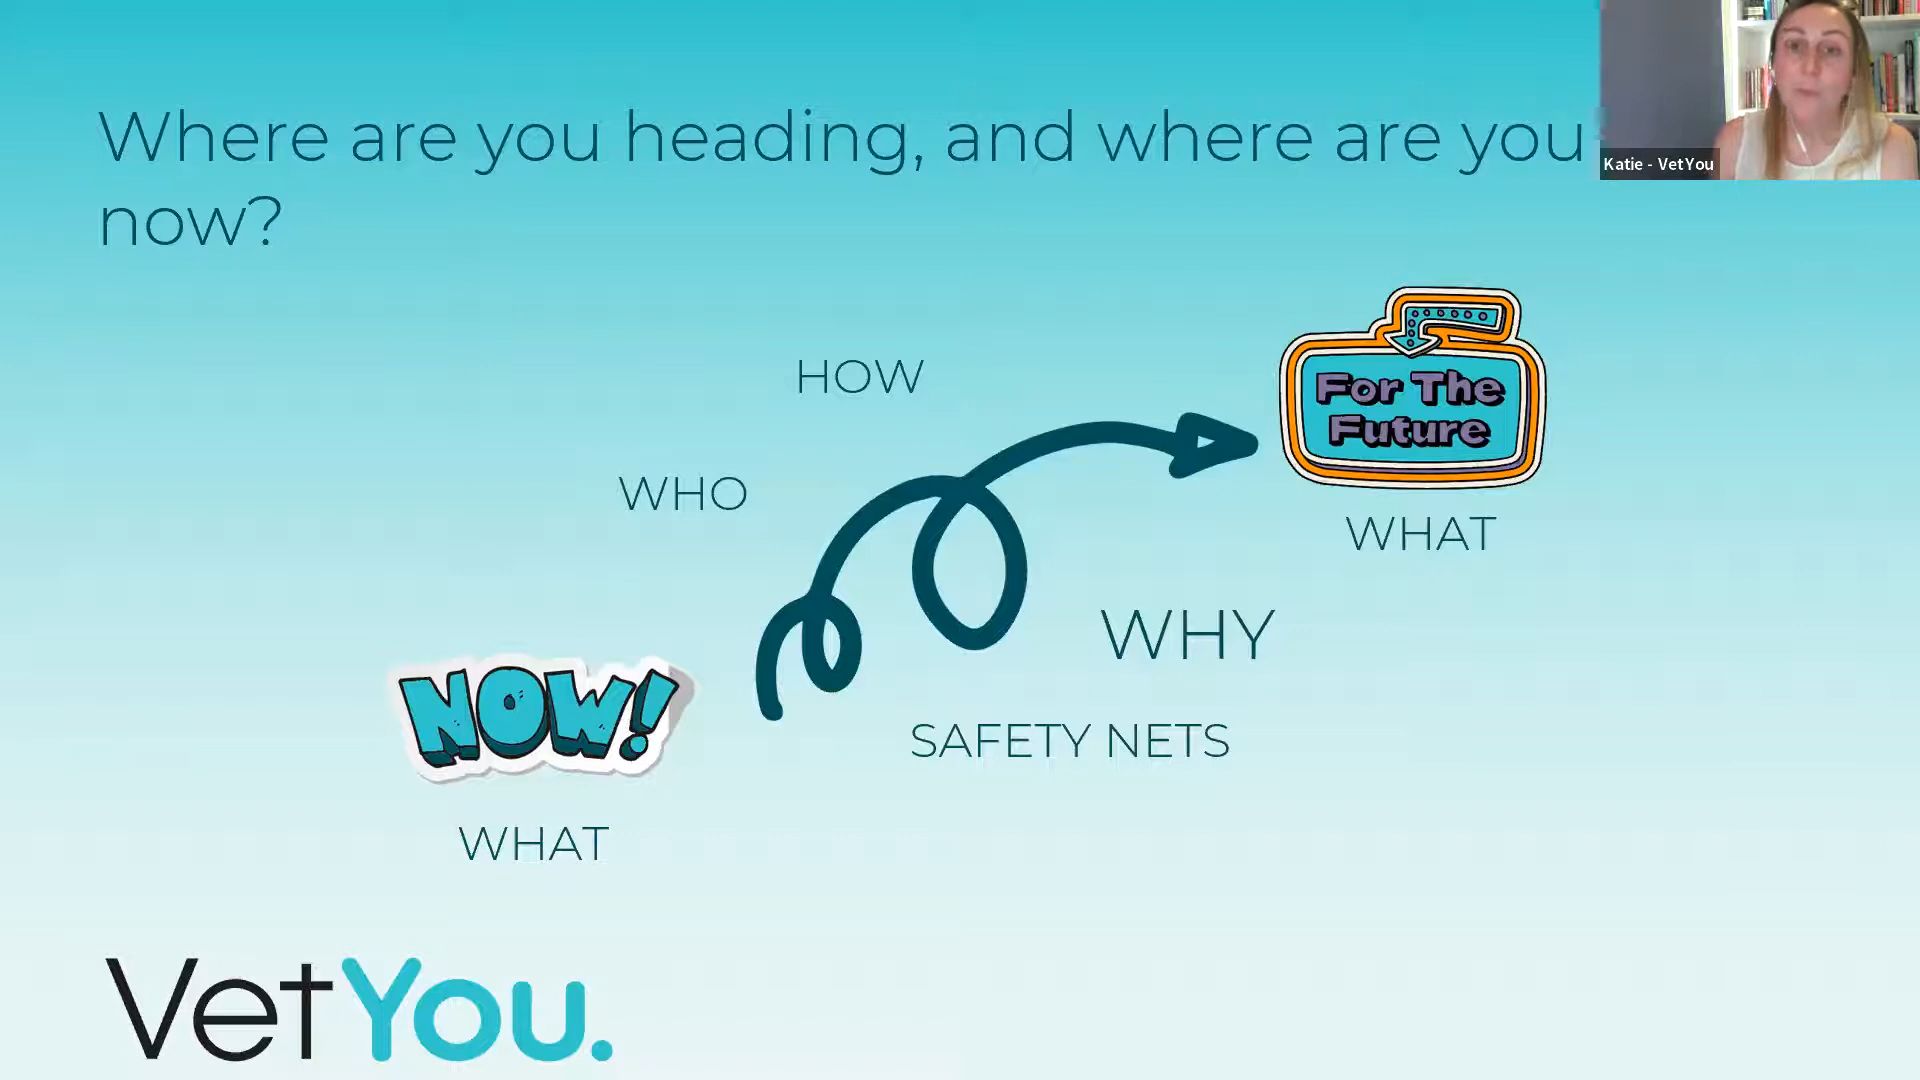 Where are you heading, and where are you
now?
Katie - VetYou
HOW
For The
Future
WHO
WHAT
WHY
NOW!
SAFETY NETS
WHAT
VetYou.